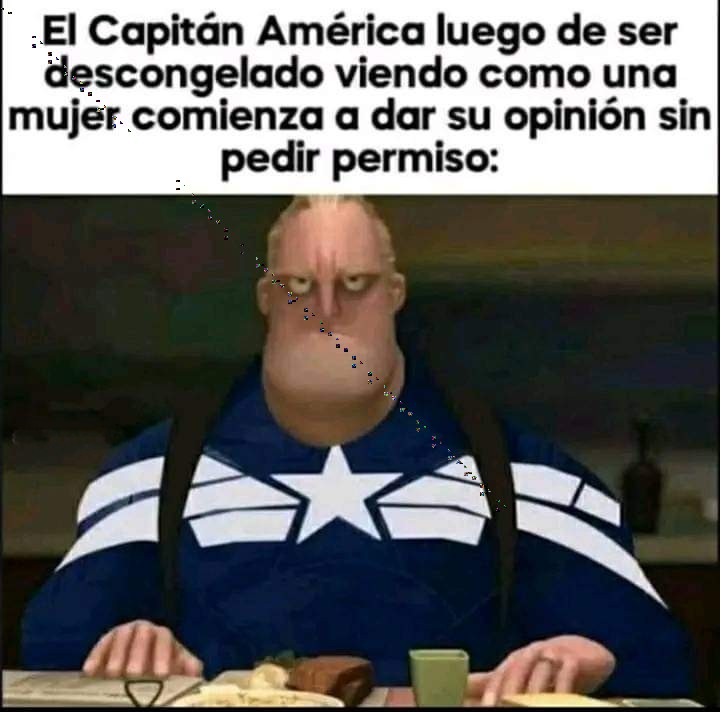 El Capitán América luego de ser
descongelado viendo como una
mujer comienza a dar su opinión sin
pedir permiso: